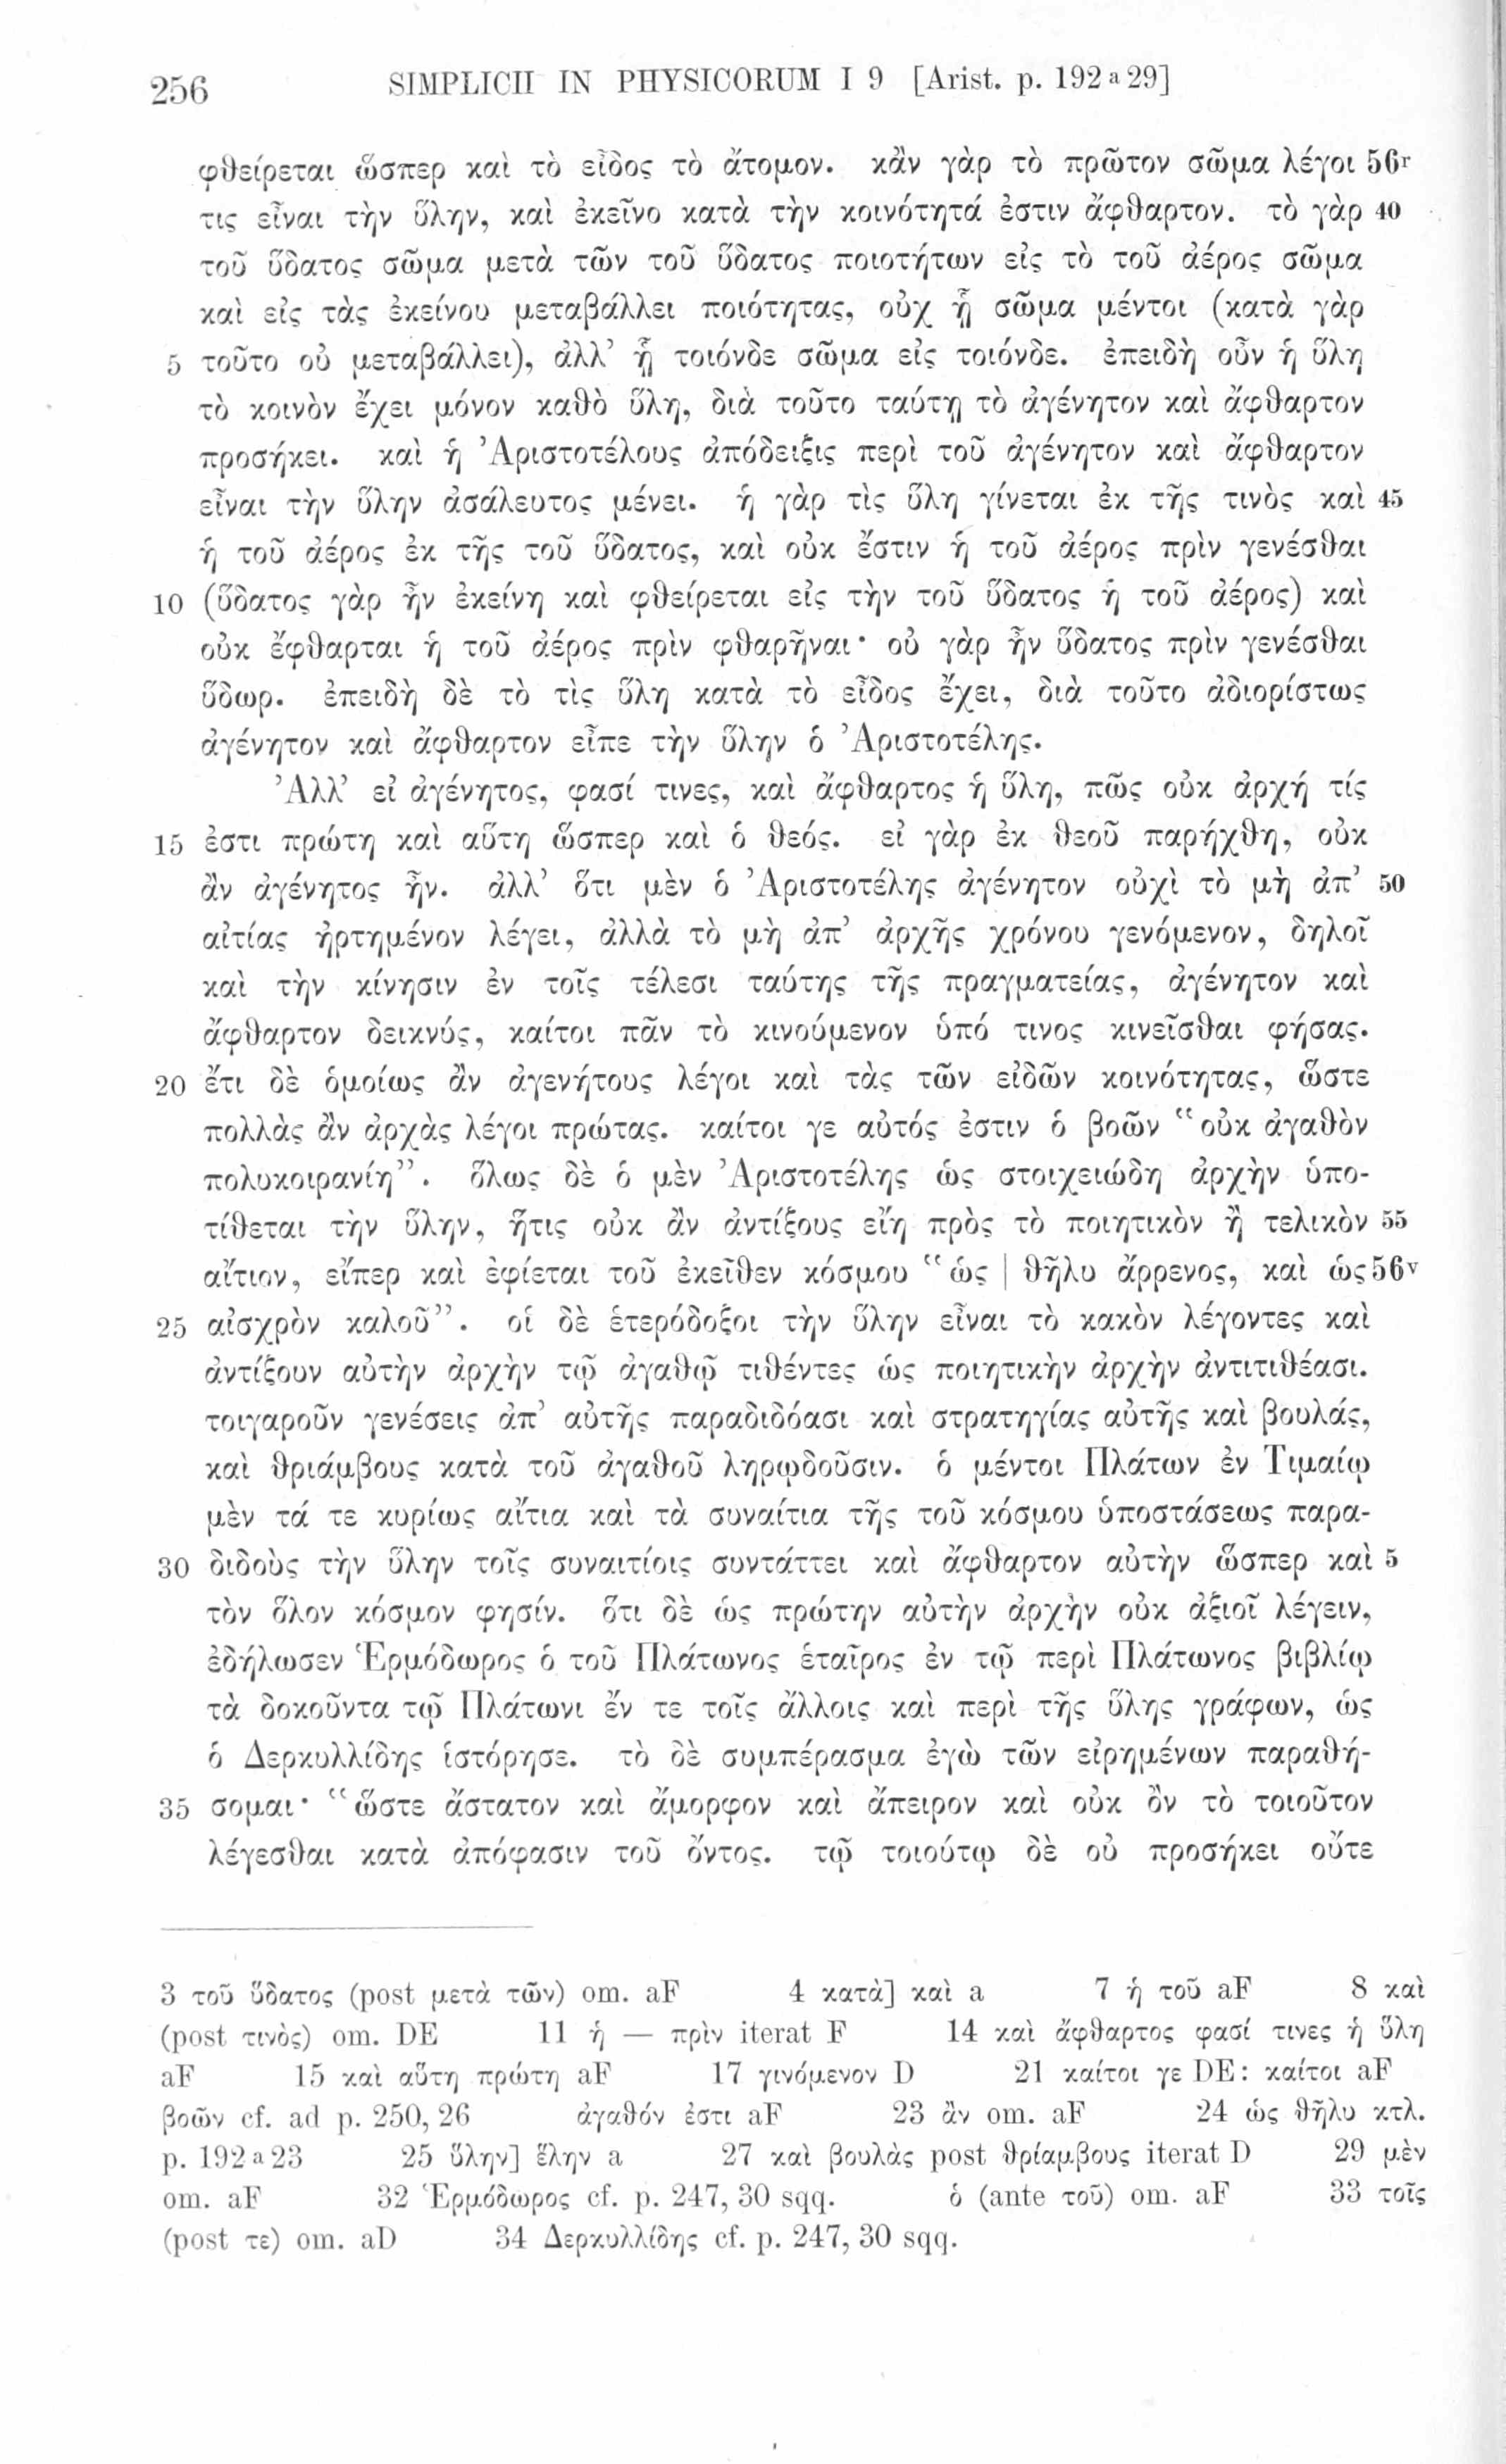 256 SIMPLICII IN PHYSICORUM I 9 [Arist. p. 192 a 29]
φθείρεται ὥσπερ καὶ τὸ εἶδος τὸ ἄτομον. κἂν γὰρ τὸ πρῶτον σῶμα λέγοι 56r
τις εἶναι τὴν ὕλην, καὶ ἐκεῖνο κατὰ τὴν κοινότητά ἐστιν ἄφθαρτον. τὸ γὰρ 40
τοῦ ὕδατος σῶμα μετὰ τῶν τοῦ ὕδατος ποιοτήτων εἰς τὸ τοῦ ἀέρος σῶμα
καὶ εἰς τὰς ἐκείνου μεταβάλλει ποιότητας, οὐχ ᾗ σῶμα μέντοι (κατὰ γὰρ
5 τοῦτο οὐ μεταβάλλει), ἀλλ’ ᾗ τοιόνδε σῶμα εἰς τοιόνδε. ἐπειδὴ οὖν ἡ ὕλη
τὸ κοινὸν ἔχει μόνον καθὸ ὕλη, διὰ τοῦτο ταύτῃ τὸ ἀγένητον καὶ ἄφθαρτον
προσήκει. καὶ ἡ Ἀριστοτέλους ἀπόδειξις περὶ τοῦ ἀγένητον καὶ ἄφθαρτον
εἶναι τὴν ὕλην ἀσάλευτος μένει. ἡ γὰρ τὶς ὕλη γίνεται ἐκ τῆς τινὸς καὶ 45
ἡ τοῦ ἀέρος ἐκ τῆς τοῦ ὕδατος, καὶ οὐκ ἔστιν ἡ τοῦ ἀέρος πρὶν γενέσθαι
10 (ὕδατος γὰρ ἦν ἐκείνη καὶ φθείρεται εἰς τὴν τοῦ ὕδατος ἡ τοῦ ἀέρος) καὶ
οὐκ ἔφθαρται ἡ τοῦ ἀέρος πρὶν φθαρῆναι· οὐ γὰρ ἦν ὕδατος πρὶν γενέσθαι
ὕδωρ. ἐπειδὴ δὲ τὸ τὶς ὕλη κατὰ τὸ εἶδος ἔχει, διὰ τοῦτο ἀδιορίστως
ἀγένητον καὶ ἄφθαρτον εἶπε τὴν ὕλην ὁ Ἀριστοτέλης.
Ἀλλ’ εἰ ἀγένητος, φασί τινες, καὶ ἄφθαρτος ἡ ὕλη, πῶς οὐκ ἀρχή τίς
15 ἐστι πρώτη καὶ αὕτη ὥσπερ καὶ ὁ θεός. εἰ γὰρ ἐκ θεοῦ παρήχθη, οὐκ
ἂν ἀγένητος ἦν. ἀλλ’ ὅτι μὲν ὁ Ἀριστοτέλης ἀγένητον οὐχὶ τὸ μὴ ἀπ’ 50
αἰτίας ἠρτημένον λέγει, ἀλλὰ τὸ μὴ ἀπ’ ἀρχῆς χρόνου γενόμενον, δηλοῖ
καὶ τὴν κίνησιν ἐν τοῖς τέλεσι ταύτης τῆς πραγματείας, ἀγένητον καὶ
ἄφθαρτον δεικνύς, καίτοι πᾶν τὸ κινούμενον ὑπό τινος κινεῖσθαι φήσας.
20 ἔτι δὲ ὁμοίως ἂν ἀγενήτους λέγοι καὶ τὰς τῶν εἰδῶν κοινότητας, ὥστε
πολλὰς ἂν ἀρχὰς λέγοι πρώτας. καίτοι γε αὐτός ἐστιν ὁ βοῶν “οὐκ ἀγαθὸν
πολυκοιρανίη”. ὅλως δὲ ὁ μὲν Ἀριστοτέλης ὡς στοιχειώδη ἀρχὴν ὑπο-
τίθεται τὴν ὕλην, ἥτις οὐκ ἂν ἀντίξους εἴη πρὸς τὸ ποιητικὸν ἢ τελικὸν 55
αἴτιον, εἴπερ καὶ ἐφίεται τοῦ ἐκεῖθεν κόσμου “ὡς | θῆλυ ἄρρενος, καὶ ὡς 56v
25 αἰσχρὸν καλοῦ”. οἱ δὲ ἑτερόδοξοι τὴν ὕλην εἶναι τὸ κακὸν λέγοντες καὶ
ἀντίξουν αὐτὴν ἀρχὴν τῷ ἀγαθῷ τιθέντες ὡς ποιητικὴν ἀρχὴν ἀντιτιθέασι.
τοιγαροῦν γενέσεις ἀπ’ αὐτῆς παραδιδόασι καὶ στρατηγίας αὐτῆς καὶ βουλάς,
καὶ θριάμβους κατὰ τοῦ ἀγαθοῦ ληρῳδοῦσιν. ὁ μέντοι Πλάτων ἐν Τιμαίῳ
μὲν τά τε κυρίως αἴτια καὶ τὰ συναίτια τῆς τοῦ κόσμου ὑποστάσεως παρα-
30 διδοὺς τὴν ὕλην τοῖς συναιτίοις συντάττει καὶ ἄφθαρτον αὐτὴν ὥσπερ καὶ 5
τὸν ὅλον κόσμον φησίν. ὅτι δὲ ὡς πρώτην αὐτὴν ἀρχὴν οὐκ ἀξιοῖ λέγειν,
ἐδήλωσεν Ἑρμόδωρος ὁ τοῦ Πλάτωνος ἑταῖρος ἐν τῷ περὶ Πλάτωνος βιβλίῳ
τὰ δοκοῦντα τῷ Πλάτωνι ἔν τε τοῖς ἄλλοις καὶ περὶ τῆς ὕλης γράφων, ὡς
ὁ Δερκυλλίδης ἱστόρησε. τὸ δὲ συμπέρασμα ἐγὼ τῶν εἰρημένων παραθή-
35 σομαι· “ὥστε ἄστατον καὶ ἄμορφον καὶ ἄπειρον καὶ οὐκ ὂν τὸ τοιοῦτον
λέγεσθαι κατὰ ἀπόφασιν τοῦ ὄντος. τῷ τοιούτῳ δὲ οὐ προσήκει οὔτε
3 τοῦ ὕδατος (post μετὰ τῶν) om. aF 4 κατὰ] καὶ a 7 ἡ τοῦ aF 8 καὶ
(post τινὸς) om. DE 11 ἡ — πρὶν iterat F 14 καὶ ἄφθαρτος φασί τινες ἡ ὕλη
aF 15 καὶ αὕτη πρώτη aF 17 γινόμενον D 21 καίτοι γε DE: καίτοι aF
βοῶν cf. ad p. 250, 26 ἀγαθόν ἐστι aF 23 ἂν om. aF 24 ὡς θῆλυ κτλ.
p. 192 a 23 25 ὕλην] ἕλην a 27 καὶ βουλὰς post θριάμβους iterat D 29 μὲν
om. aF 32 Ἑρμόδωρος cf. p. 247, 30 sqq. ὁ (ante τοῦ) om. aF 33 τοῖς
(post τε) om. aD 34 Δερκυλλίδης cf. p. 247, 30 sqq.